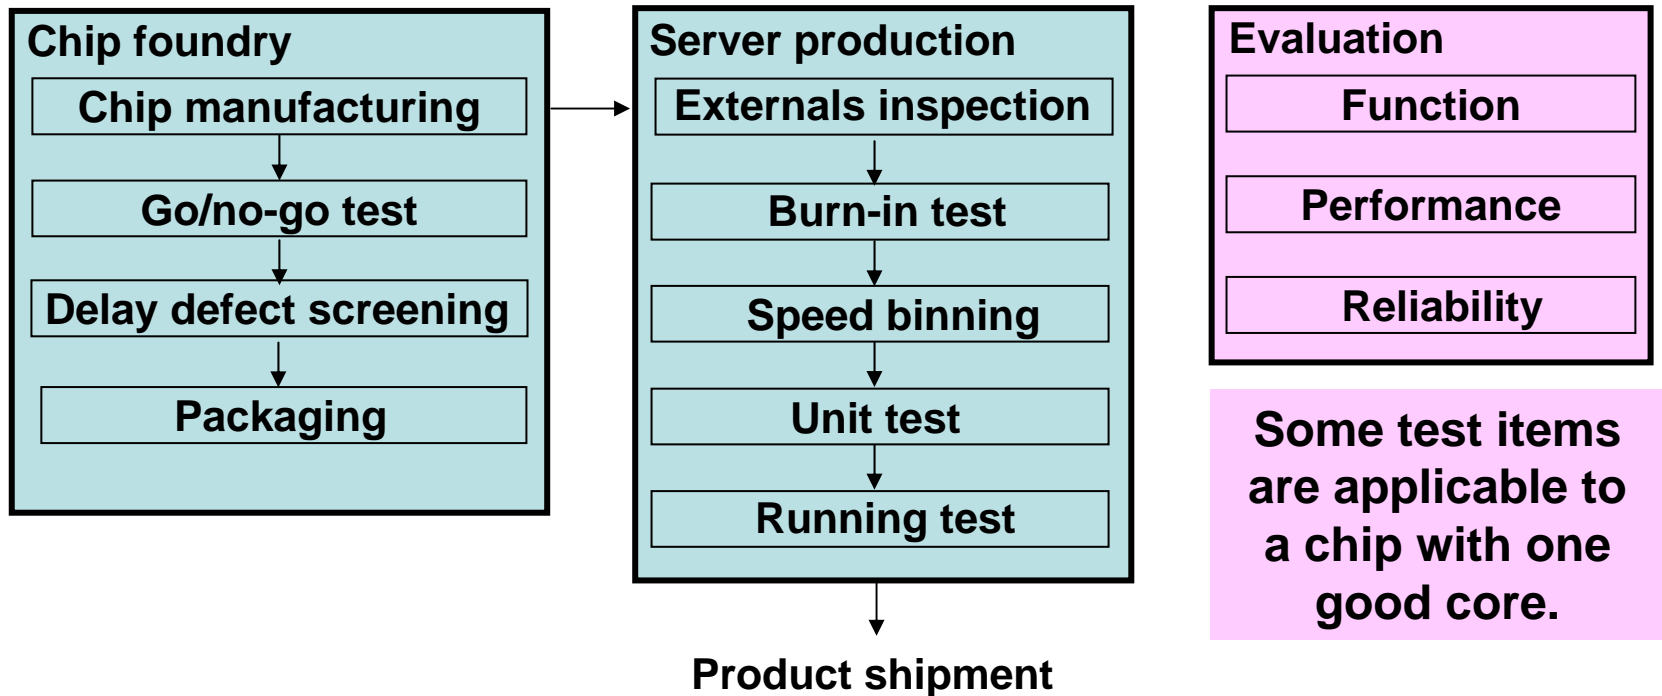 Chip foundry
Chip manufacturing
Go/no-go test
Delay defect screening
Packaging
Server production
Externals inspection
Burn-in test
Speed binning
Unit test
Running test
Product shipment
Evaluation
Function
Performance
Reliability
Some test items
are applicable to
a chip with one
good core.